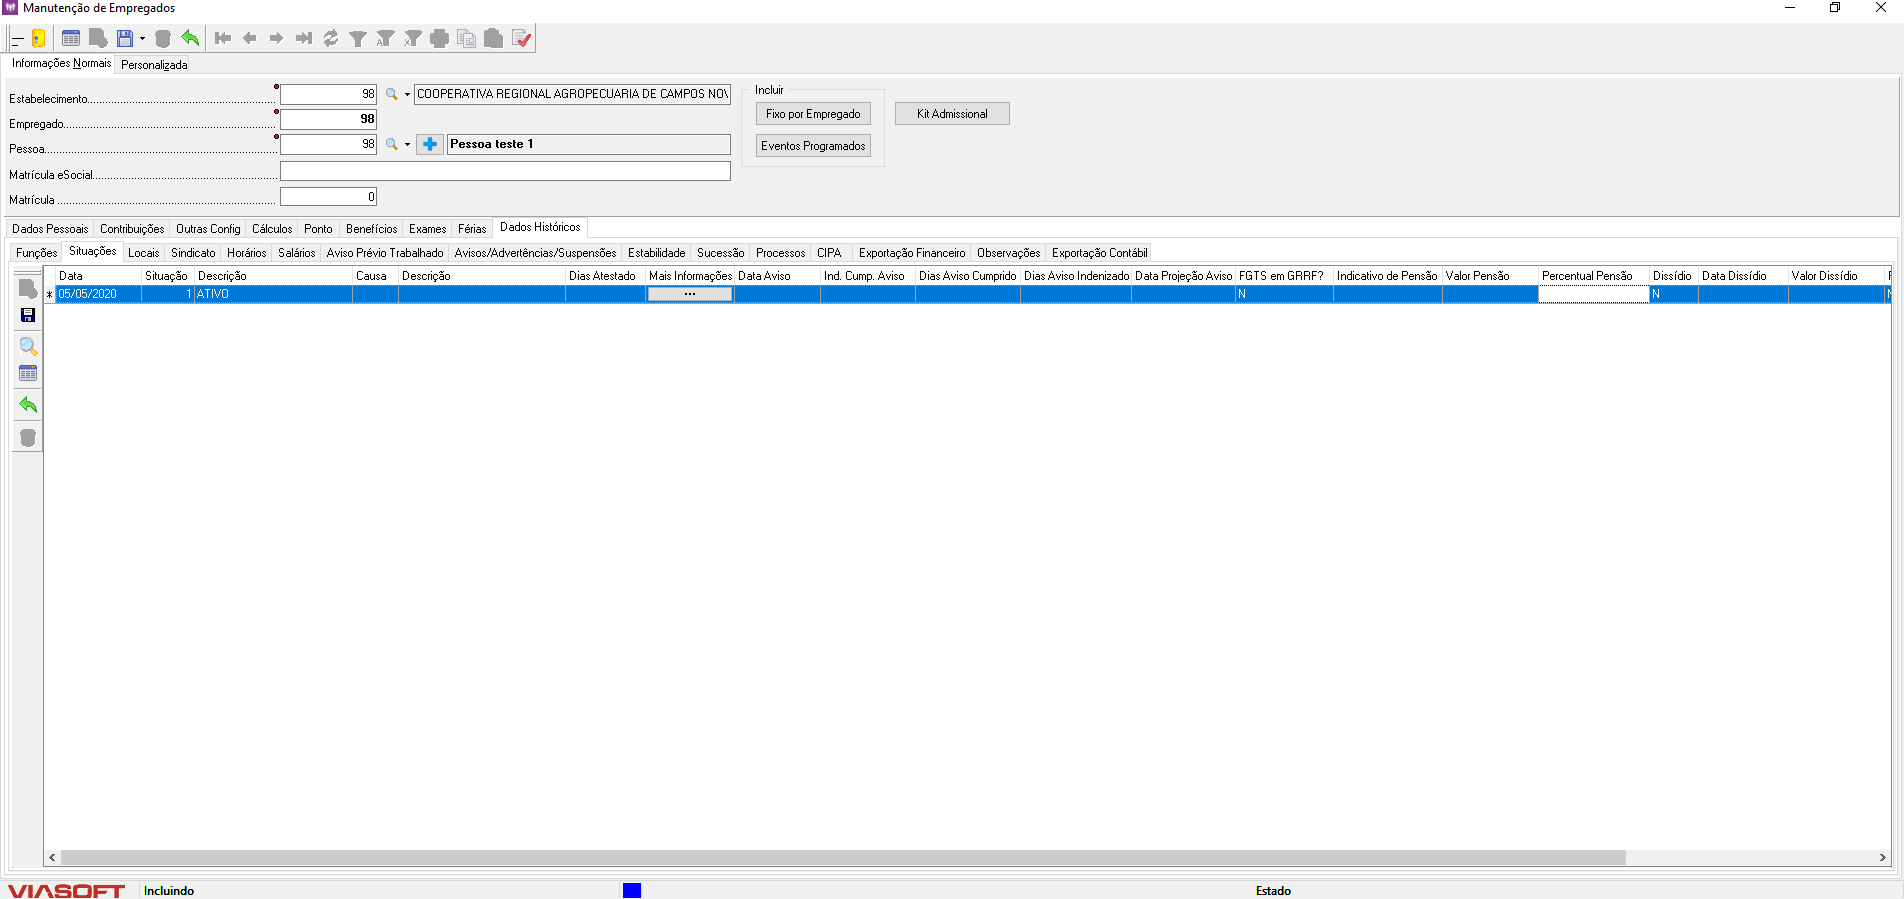 Manutenção de Empregados
Informações Normais Personalizada
Estabelecimento 98 COOPERATIVA REGIONAL AGROPECUARIA DE CAMPOS NOV
Empregado 98
Pessoa 98 Pessoa teste 1
Matrícula eSocial
Matrícula 0
Incluir
Fixo por Empregado
Eventos Programados
Kit Admissional
Dados Pessoais Contribuições Outras Config Cálculos Ponto Benefícios Exames Férias Dados Históricos
Funções Situações Locais Sindicato Horários Salários Aviso Prévio Trabalhado Avisos/Advertências/Suspensões Estabilidade Sucessão Processos CIPA Exportação Financeiro Observações Exportação Contábil
Data Situação Descrição Causa Descrição Dias Atestado Mais Informações Data Aviso Ind. Cump. Aviso Dias Aviso Cumprido Dias Aviso Indenizado Data Projeção Aviso FGTS em GRRF? Indicativo de Pensão Valor Pensão Percentual Pensão Dissídio Data Dissídio Valor Dissídio
* 05/05/2020 1 ATIVO ... N N
VIASOFT Incluindo Estado